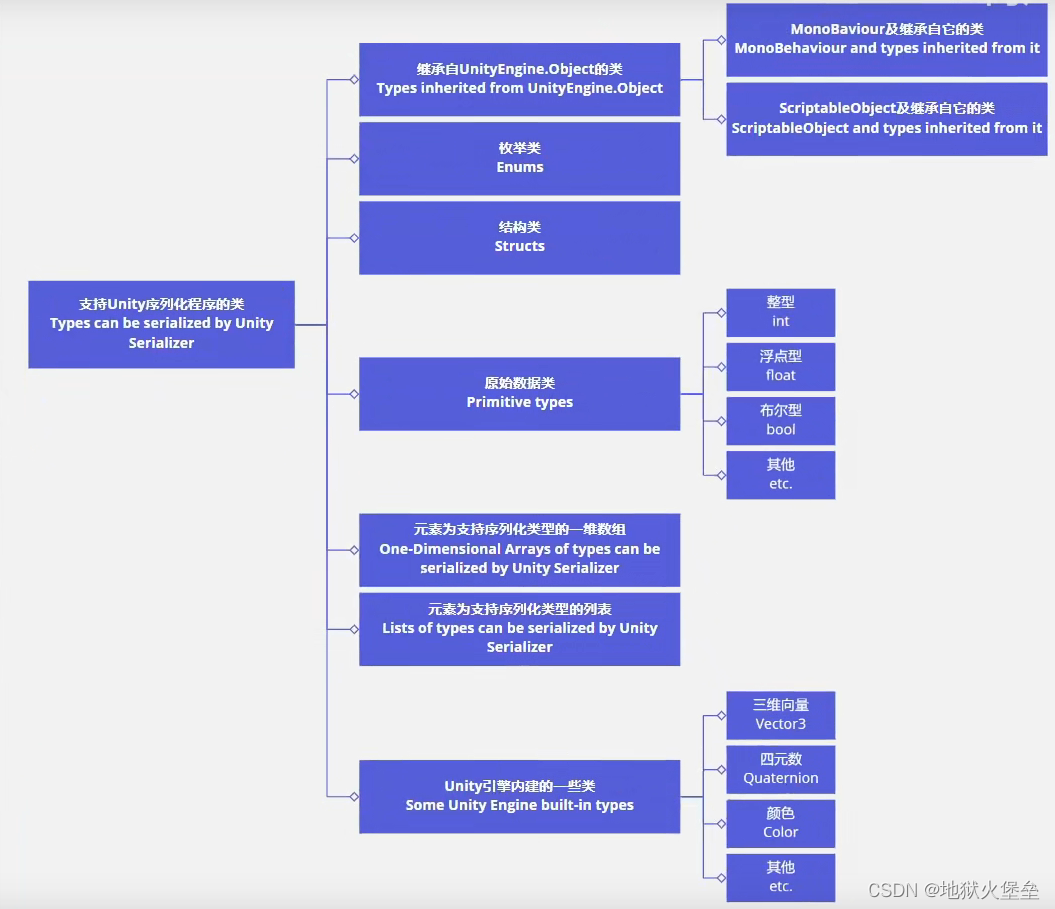 支持Unity序列化程序的类
Types can be serialized by Unity
Serializer
继承自UnityEngine.Object的类
Types inherited from UnityEngine.Object
MonoBaviour及继承自它的类
MonoBehaviour and types inherited from it
ScriptableObject及继承自它的类
ScriptableObject and types inherited from it
枚举类
Enums
结构类
Structs
原始数据类
Primitive types
整型
int
浮点型
float
布尔型
bool
其他
etc.
元素为支持序列化类型的一维数组
One-Dimensional Arrays of types can be
serialized by Unity Serializer
元素为支持序列化类型的列表
Lists of types can be serialized by Unity
Serializer
Unity引擎内建的一些类
Some Unity Engine built-in types
三维向量
Vector3
四元数
Quaternion
颜色
Color
其他
etc.
CSDN @地狱火堡垒